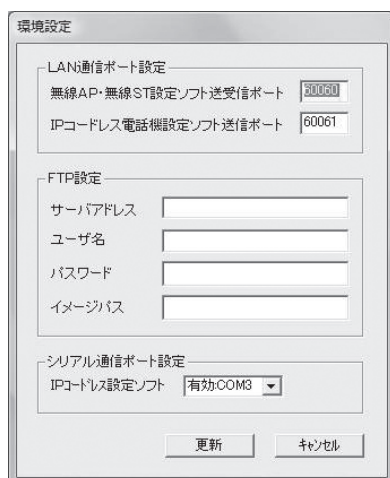 環境設定
LAN通信ポート設定
無線AP・無線ST設定ソフト送受信ポート 60060
IPコードレス電話機設定ソフト送信ポート 60061
FTP設定
サーバアドレス
ユーザ名
パスワード
イメージパス
シリアル通信ポート設定
IPコードレス設定ソフト 有効:COM3
更新 キャンセル